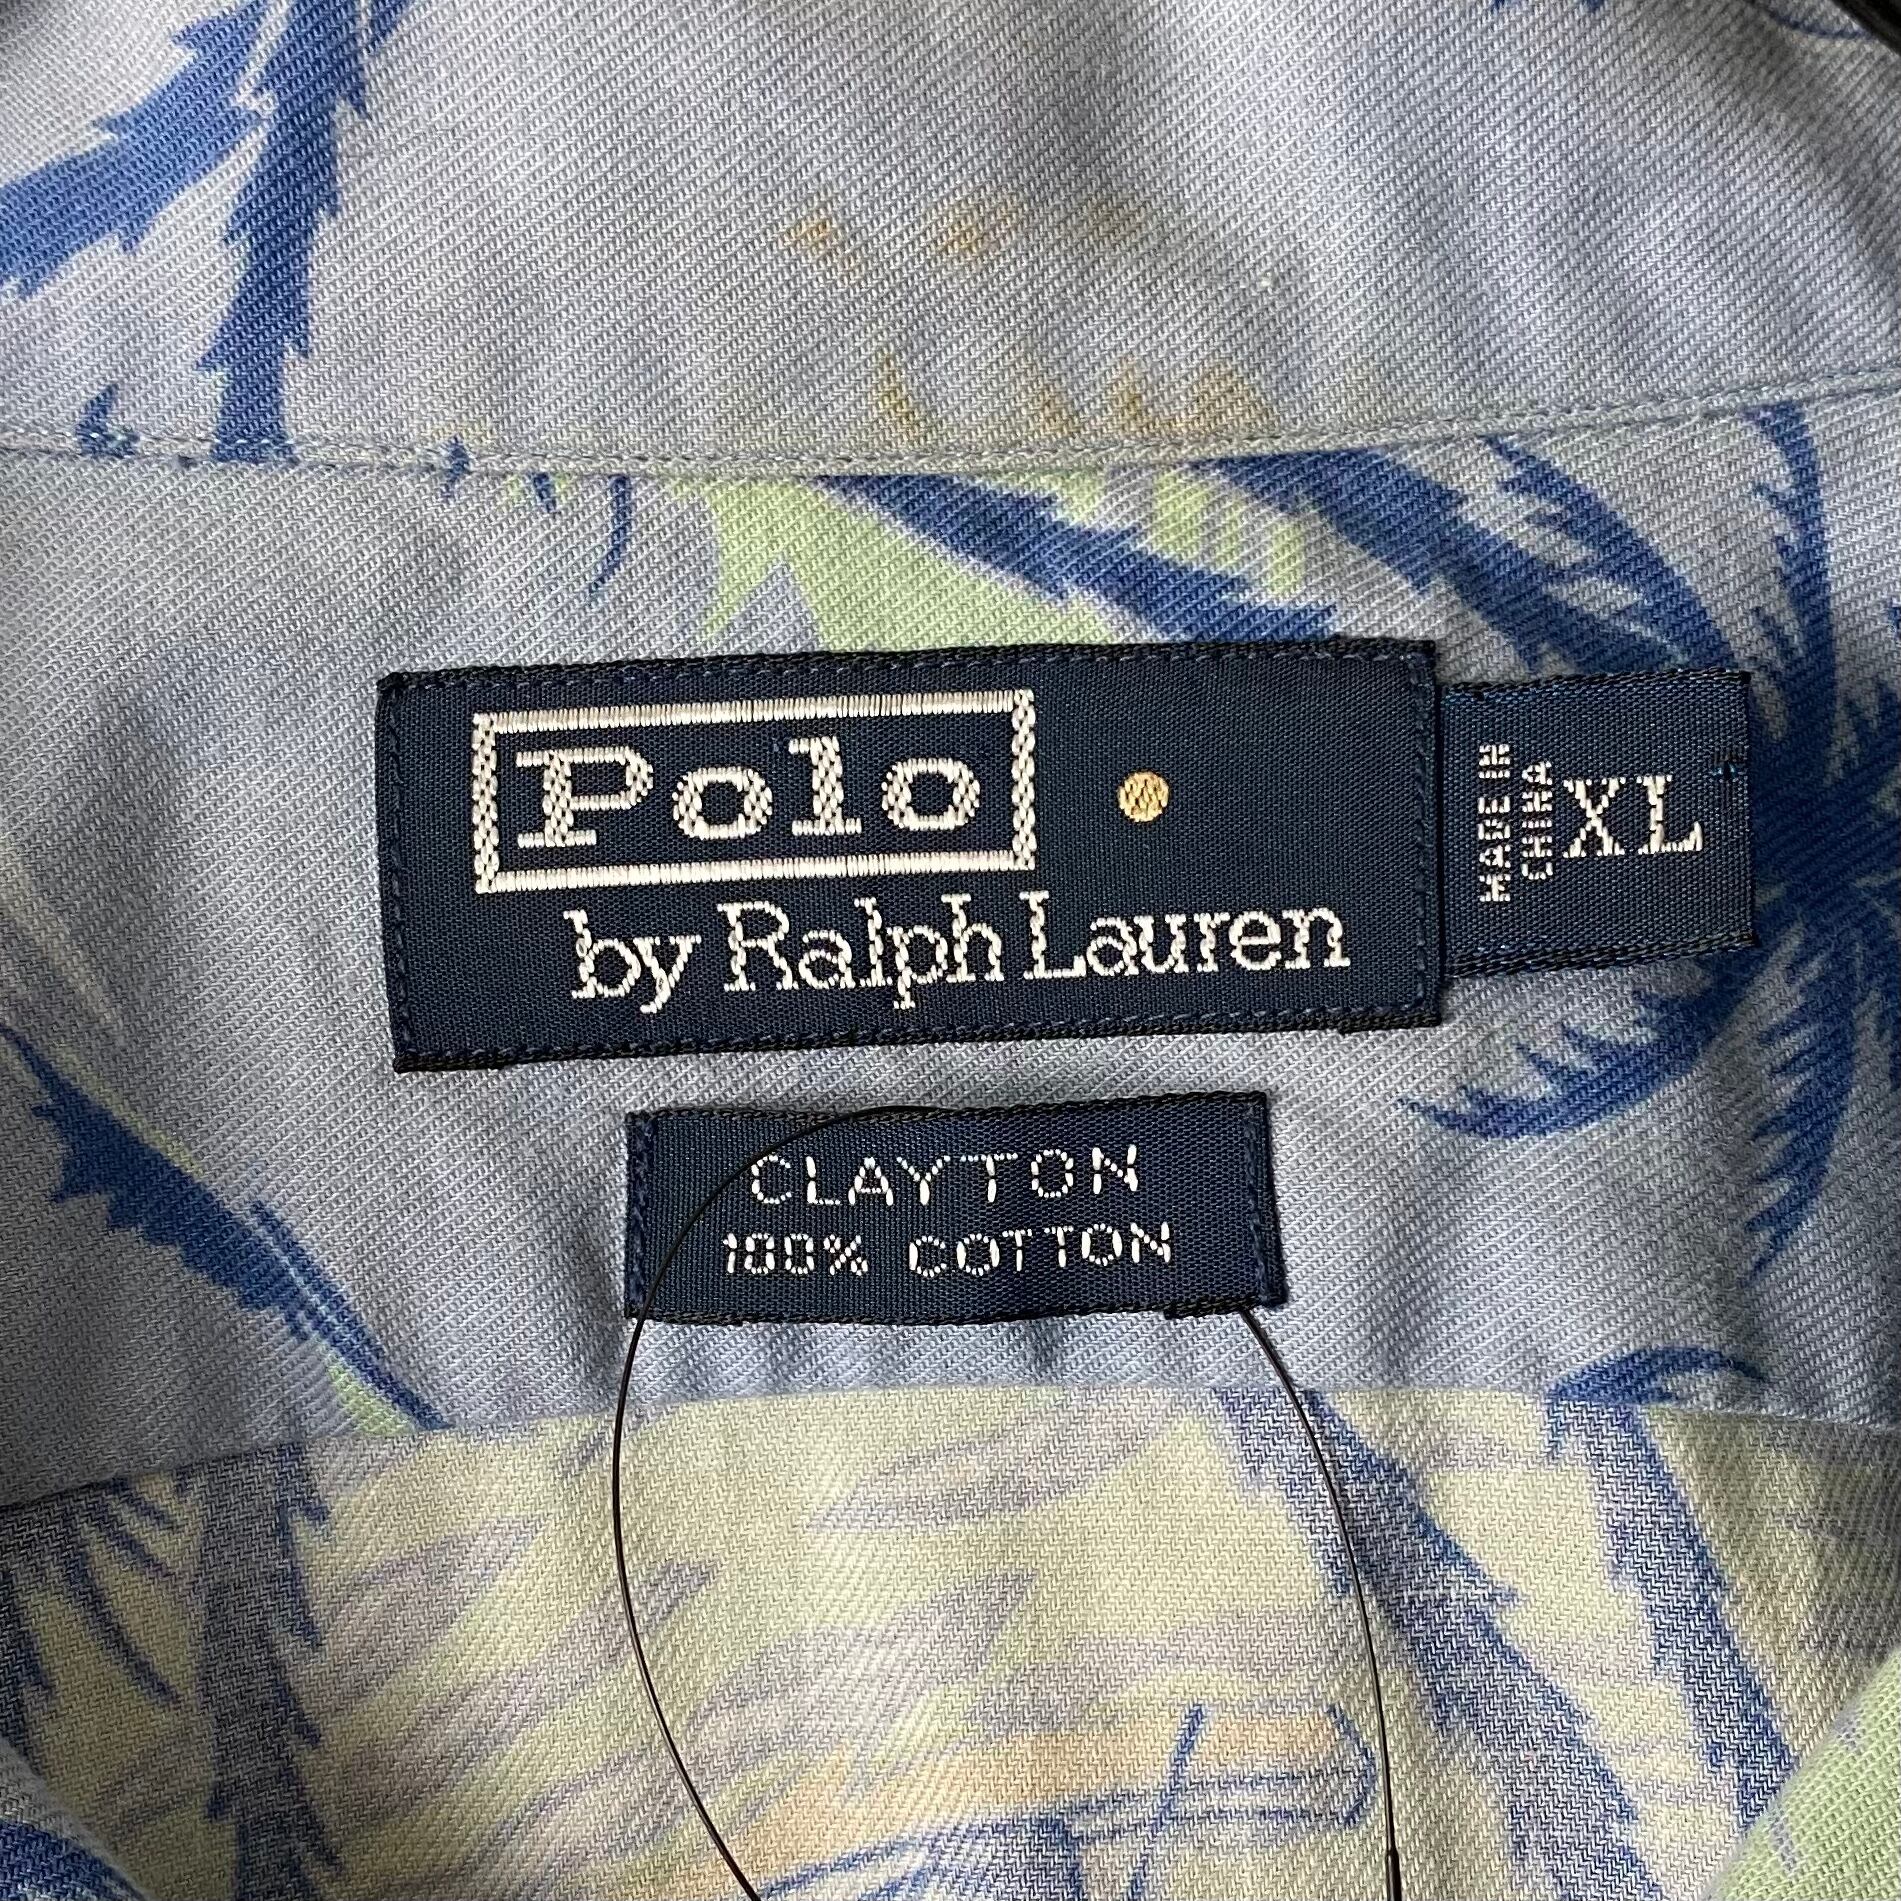 Polo
by Ralph Lauren
MADE IN
CHINA
XL
CLAYTON
100% COTTON